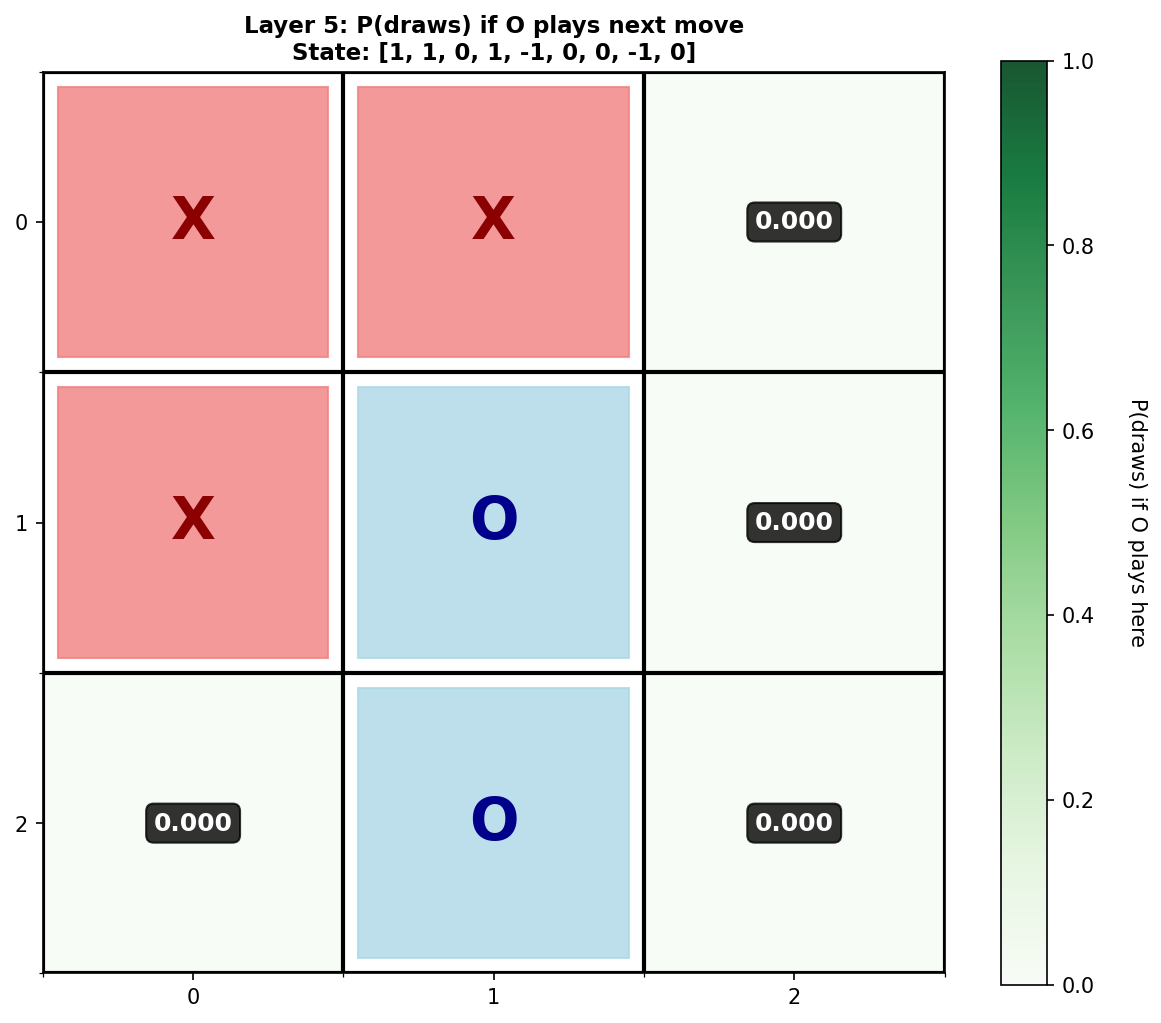 Layer 5: P(draws) if O plays next move
State: [1, 1, 0, 1, -1, 0, 0, -1, 0]
0
X
X
0.000
1
X
O
0.000
2
0.000
O
0.000
0
1
2
1.0
0.8
0.6
0.4
0.2
0.0
P(draws) if O plays here